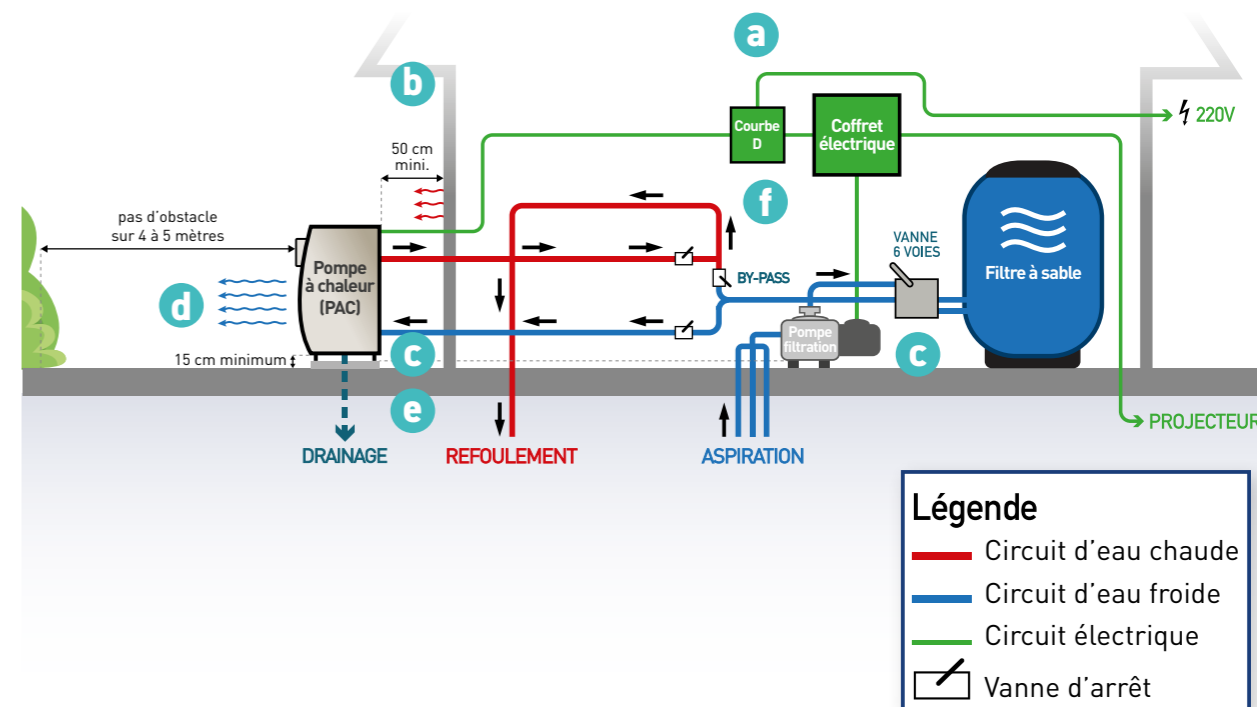 a
b
Courbe
D
Coffret
électrique
220V
50 cm
mini.
pas d'obstacle
sur 4 à 5 mètres
f
VANNE
6 VOIES
Pompe
à chaleur
(PAC)
BY-PASS
Filtre à sable
d
Pompe
filtration
15 cm minimum
c
c
e
PROJECTEUR
DRAINAGE
REFOULEMENT
ASPIRATION
Légende
Circuit d'eau chaude
Circuit d'eau froide
Circuit électrique
Vanne d'arrêt